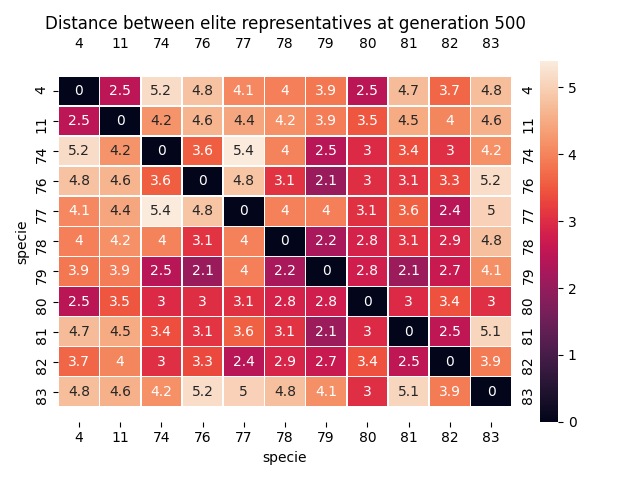 Distance between elite representatives at generation 500
4 11 74 76 77 78 79 80 81 82 83
4 0 2.5 5.2 4.8 4.1 4 3.9 2.5 4.7 3.7 4.8 4
11 2.5 0 4.2 4.6 4.4 4.2 3.9 3.5 4.5 4 4.6 11
74 5.2 4.2 0 3.6 5.4 4 2.5 3 3.4 3 4.2 74
76 4.8 4.6 3.6 0 4.8 3.1 2.1 3 3.1 3.3 5.2 76
77 4.1 4.4 5.4 4.8 0 4 4 3.1 3.6 2.4 5 77
78 4 4.2 4 3.1 4 0 2.2 2.8 3.1 2.9 4.8 78
79 3.9 3.9 2.5 2.1 4 2.2 0 2.8 2.1 2.7 4.1 79
80 2.5 3.5 3 3 3.1 2.8 2.8 0 3 3.4 3 80
81 4.7 4.5 3.4 3.1 3.6 3.1 2.1 3 0 2.5 5.1 81
82 3.7 4 3 3.3 2.4 2.9 2.7 3.4 2.5 0 3.9 82
83 4.8 4.6 4.2 5.2 5 4.8 4.1 3 5.1 3.9 0 83
4 11 74 76 77 78 79 80 81 82 83
specie
specie
5
4
3
2
1
0